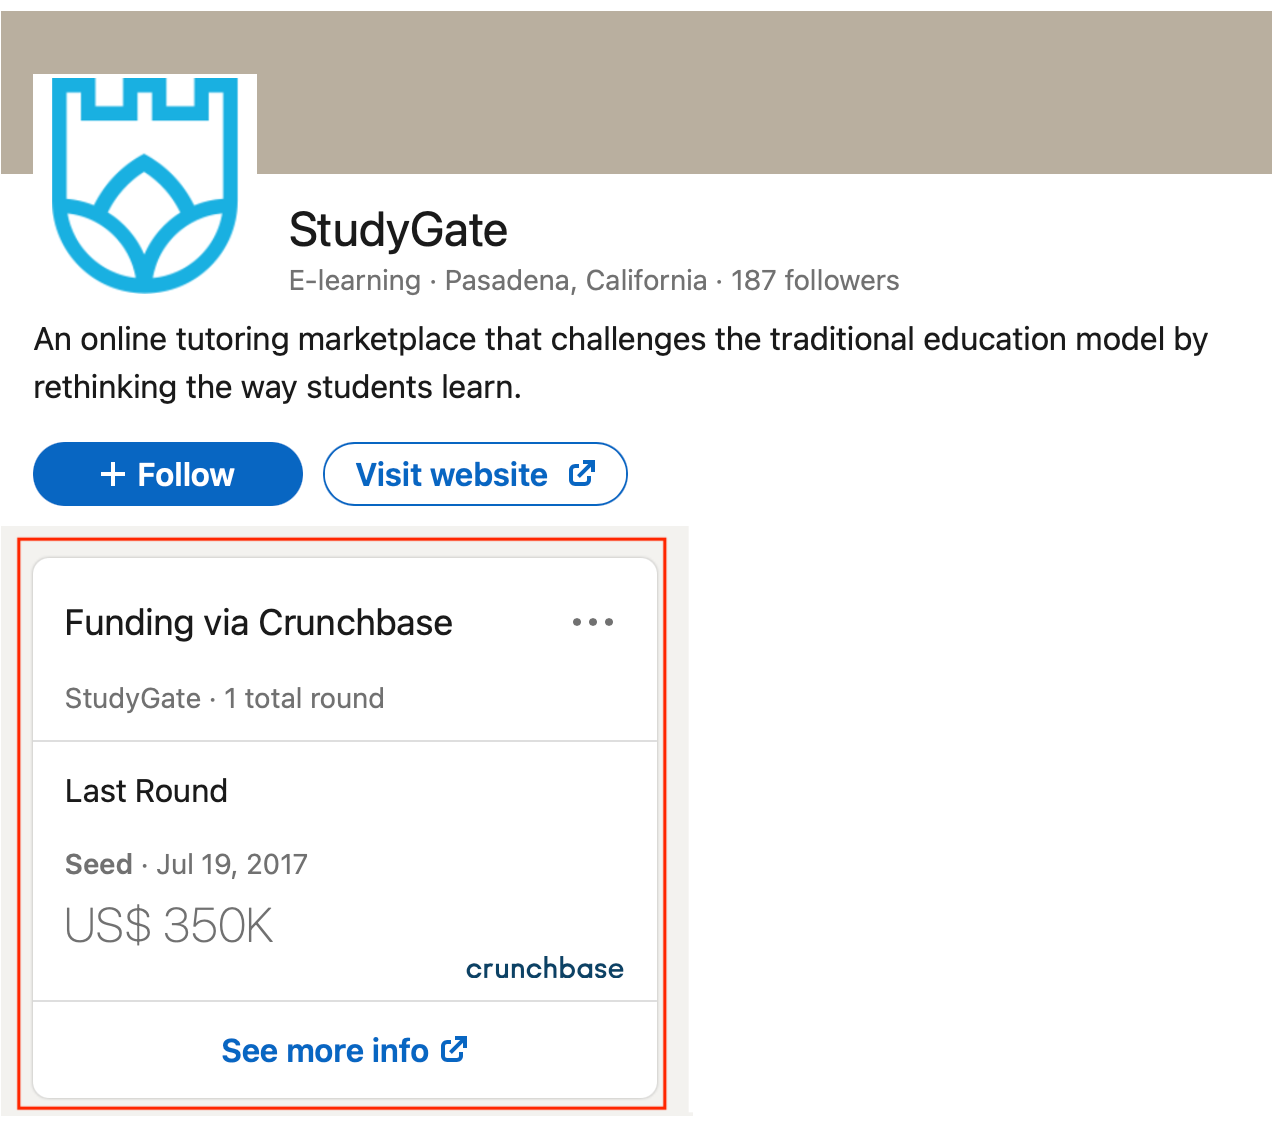 StudyGate
E-learning · Pasadena, California · 187 followers
An online tutoring marketplace that challenges the traditional education model by
rethinking the way students learn.
+ Follow
Visit website
Funding via Crunchbase
StudyGate · 1 total round
Last Round
Seed · Jul 19, 2017
US$ 350K
crunchbase
See more info